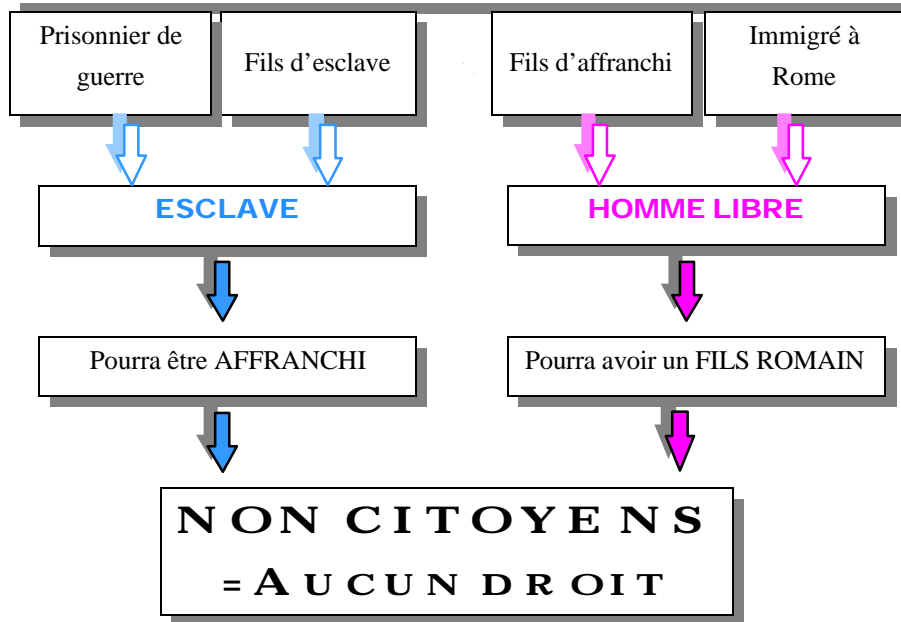 Prisonnier de
guerre
Fils d'esclave
Fils d'affranchi
Immigré à
Rome
ESCLAVE
HOMME LIBRE
Pourra être AFFRANCHI
Pourra avoir un FILS ROMAIN
NON CITOYENS
= AUCUN DROIT